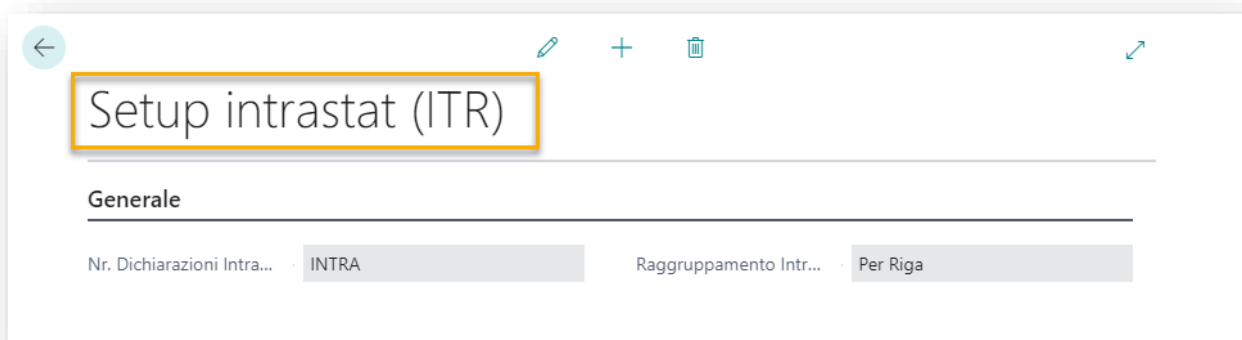 Setup intrastat (ITR)
Generale
Nr. Dichiarazioni Intra... INTRA Raggruppamento Intr... Per Riga